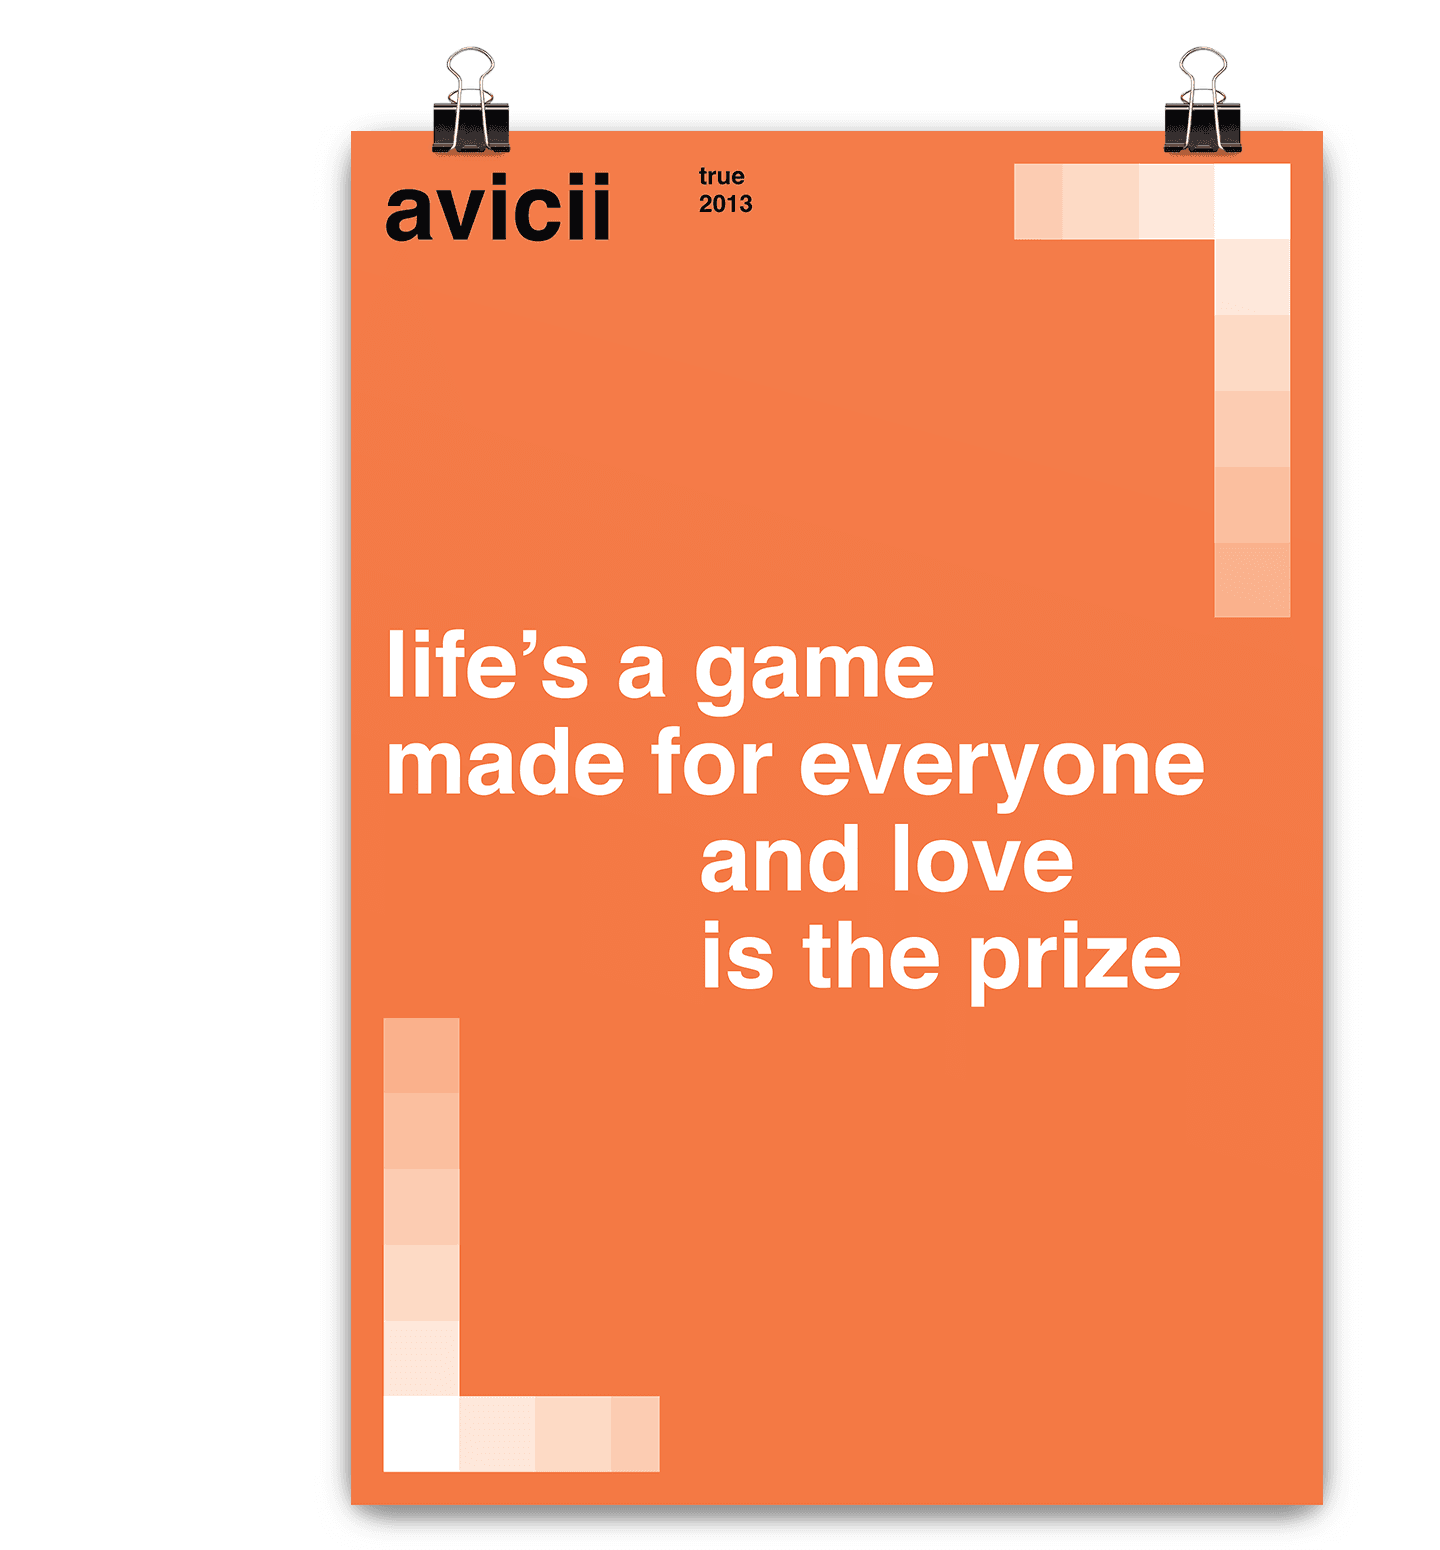 avicii
true
2013
life’s a game
made for everyone
and love
is the prize